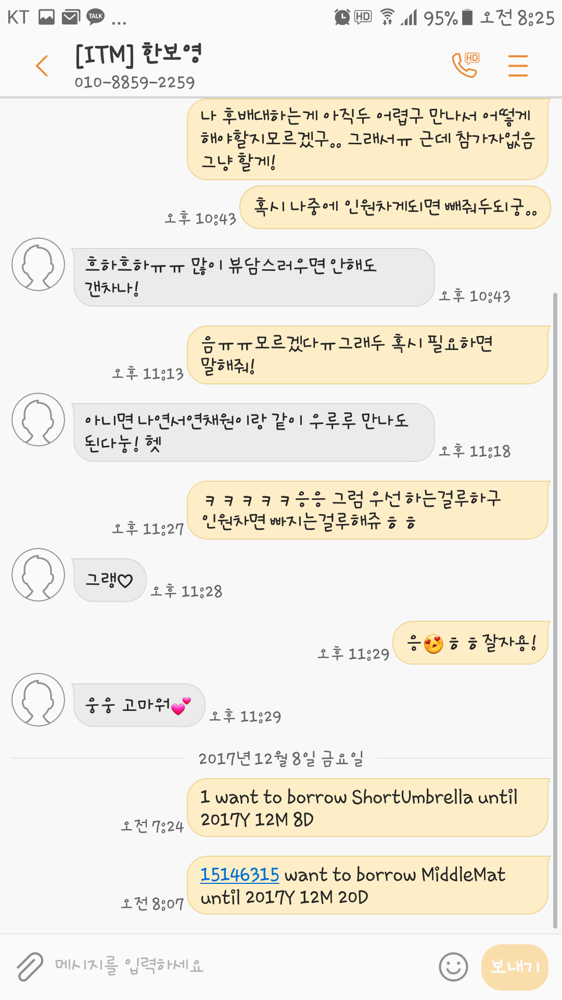 KT TALK ... HD 95% 오전 8:25
[ITM] 한보영
010-8859-2259
HD
나 후배대하는게 아직두 어렵구 만나서 어떻게
해야할지모르겠구.. 그래서ㅠ 근데 참가자없음
그냥 할게!
혹시 나중에 인원차게되면 빼줘두되궁..
오후 10:43
흐하흐하ㅠㅠ 많이 뷰담스러우면 안해도
갠차나!
오후 10:43
음ㅠㅠ모르겠다ㅠ그래두 혹시 필요하면
말해줘!
오후 11:13
아니면 나연서연채원이랑 같이 우루루 만나도
된다눙! 헷
오후 11:18
ㅋㅋㅋㅋㅋ응응 그럼 우선 하는걸루하구
인원차면 빠지는걸루해쥬ㅎㅎ
오후 11:27
그랭♡
오후 11:28
응😍ㅎㅎ잘자용!
오후 11:29
웅웅 고마워💕
오후 11:29
2017년 12월 8일 금요일
1 want to borrow ShortUmbrella until
2017Y 12M 8D
오전 7:24
15146315 want to borrow MiddleMat
until 2017Y 12M 20D
오전 8:07
메시지를 입력하세요
보내기